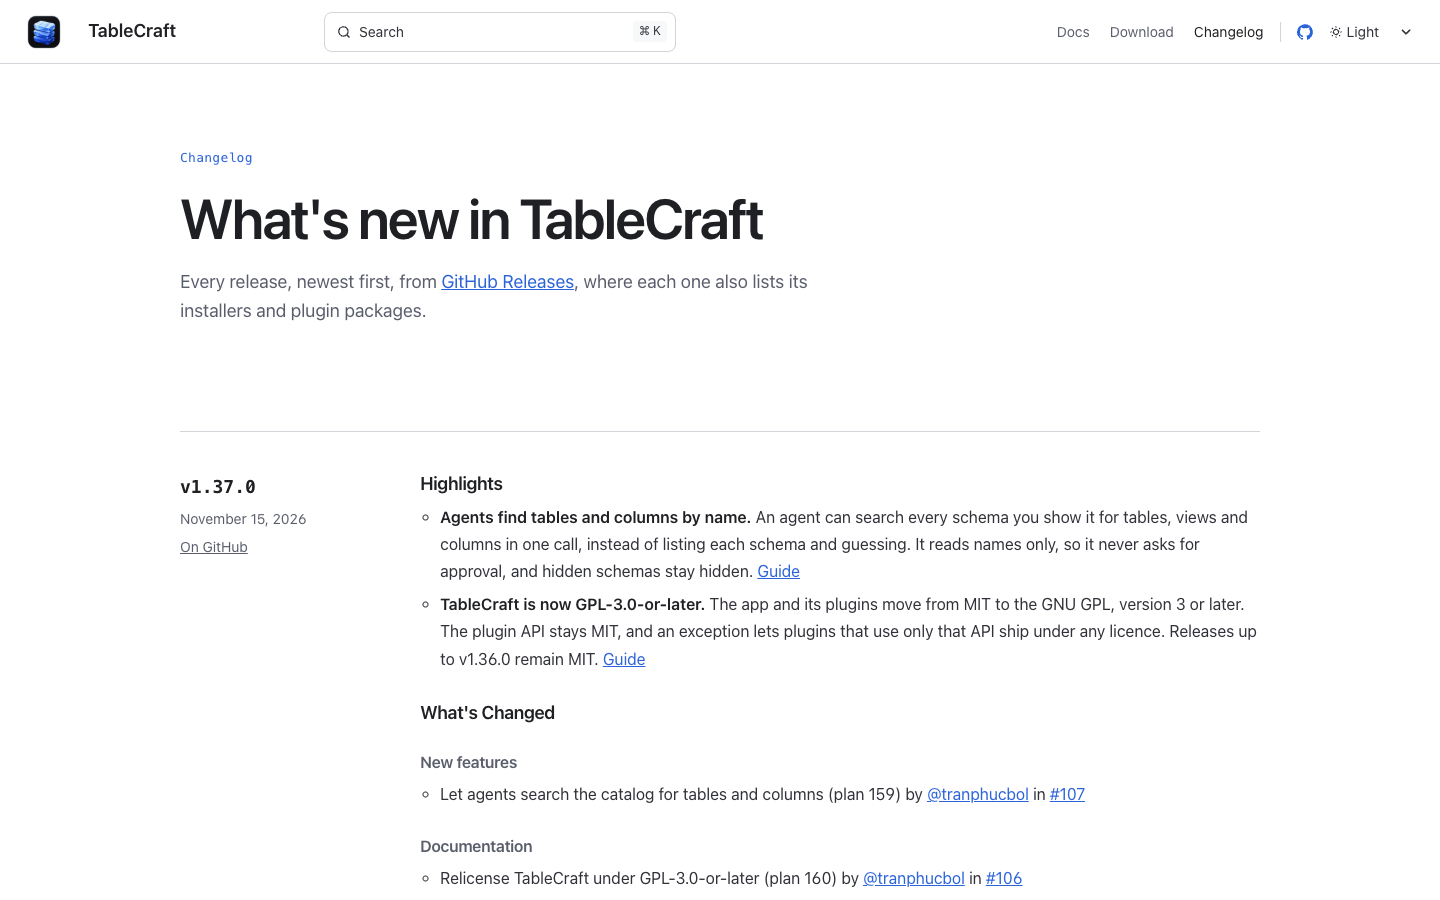 TableCraft
Search
⌘ K
Docs
Download
Changelog
Light
Changelog
What's new in TableCraft
Every release, newest first, from GitHub Releases, where each one also lists its
installers and plugin packages.
v1.37.0
November 15, 2026
On GitHub
Highlights
Agents find tables and columns by name. An agent can search every schema you show it for tables, views and
columns in one call, instead of listing each schema and guessing. It reads names only, so it never asks for
approval, and hidden schemas stay hidden. Guide
TableCraft is now GPL-3.0-or-later. The app and its plugins move from MIT to the GNU GPL, version 3 or later.
The plugin API stays MIT, and an exception lets plugins that use only that API ship under any licence. Releases up
to v1.36.0 remain MIT. Guide
What's Changed
New features
Let agents search the catalog for tables and columns (plan 159) by @tranphucbol in #107
Documentation
Relicense TableCraft under GPL-3.0-or-later (plan 160) by @tranphucbol in #106